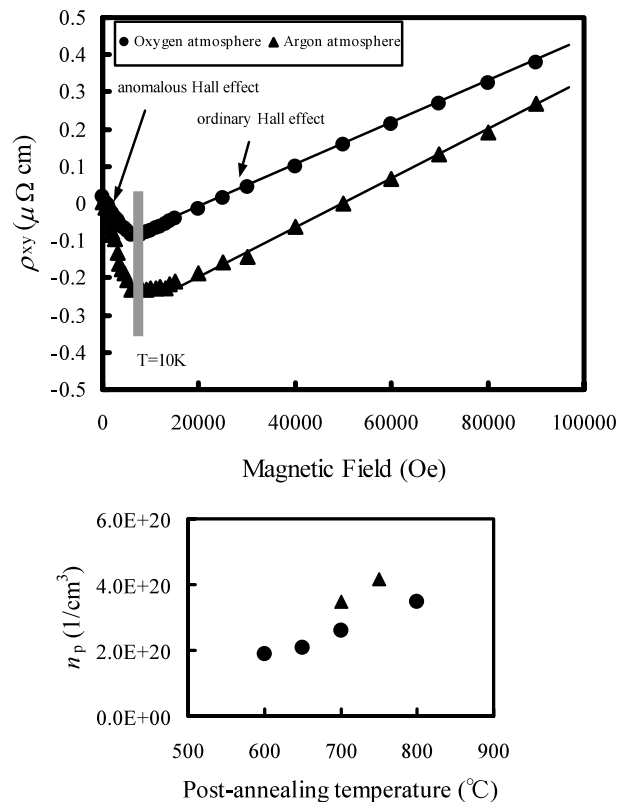 ● Oxygen atmosphere ▲ Argon atmosphere
0.5
0.4
0.3
0.2
0.1
0
-0.1
-0.2
-0.3
-0.4
-0.5
ρxy (μ Ω cm)
anomalous Hall effect
ordinary Hall effect
T=10K
0 20000 40000 60000 80000 100000
Magnetic Field (Oe)
6.0E+20
4.0E+20
2.0E+20
0.0E+00
np (1/cm³)
500 600 700 800 900
Post-annealing temperature (℃)